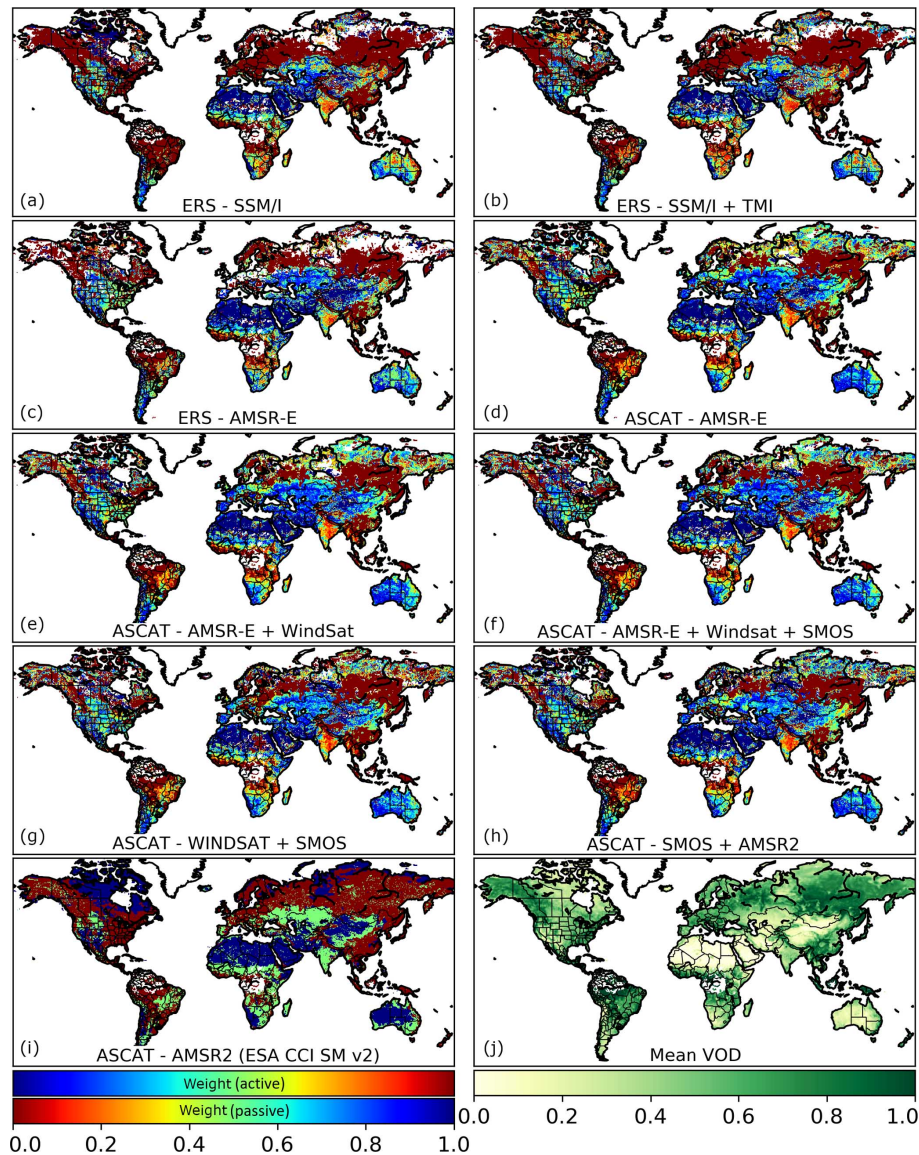 (a)
ERS - SSM/I
(b)
ERS - SSM/I + TMI
(c)
ERS - AMSR-E
(d)
ASCAT - AMSR-E
(e)
ASCAT - AMSR-E + WindSat
(f)
ASCAT - AMSR-E + Windsat + SMOS
(g)
ASCAT - WINDSAT + SMOS
(h)
ASCAT - SMOS + AMSR2
(i)
ASCAT - AMSR2 (ESA CCI SM v2)
(j)
Mean VOD
Weight (active)
Weight (passive)
0.0 0.2 0.4 0.6 0.8 1.0
0.0 0.2 0.4 0.6 0.8 1.0